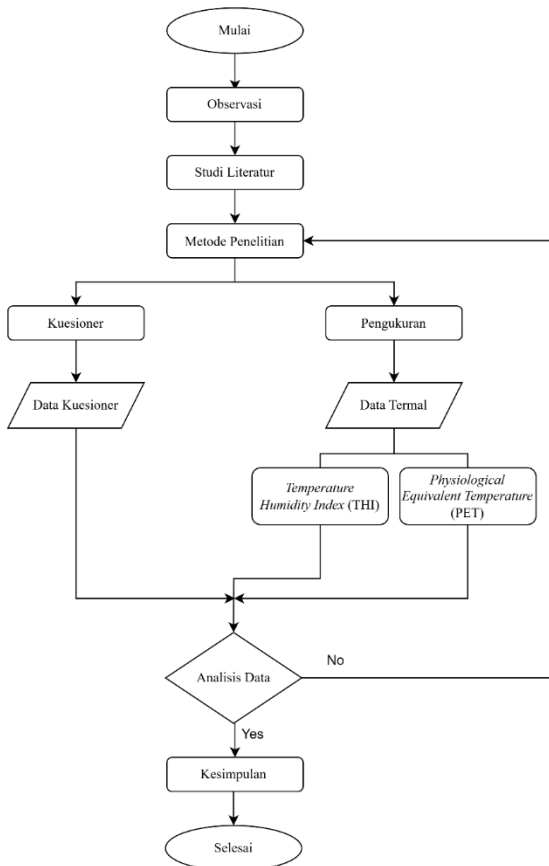 Mulai
Observasi
Studi Literatur
Metode Penelitian
Kuesioner
Pengukuran
Data Kuesioner
Data Termal
Temperature
Humidity Index (THI)
Physiological
Equivalent Temperature
(PET)
Analisis Data
No
Yes
Kesimpulan
Selesai